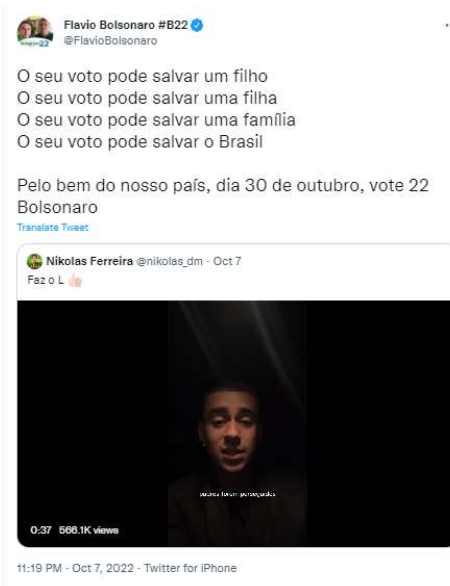 Flavio Bolsonaro #B22
@FlavioBolsonaro
O seu voto pode salvar um filho
O seu voto pode salvar uma filha
O seu voto pode salvar uma família
O seu voto pode salvar o Brasil
Pelo bem do nosso país, dia 30 de outubro, vote 22
Bolsonaro
Translate Tweet
Nikolas Ferreira @nikolas_dm · Oct 7
Faz o L 👍🏻
padres foram perseguidos
0:37 566.1K views
11:19 PM · Oct 7, 2022 · Twitter for iPhone